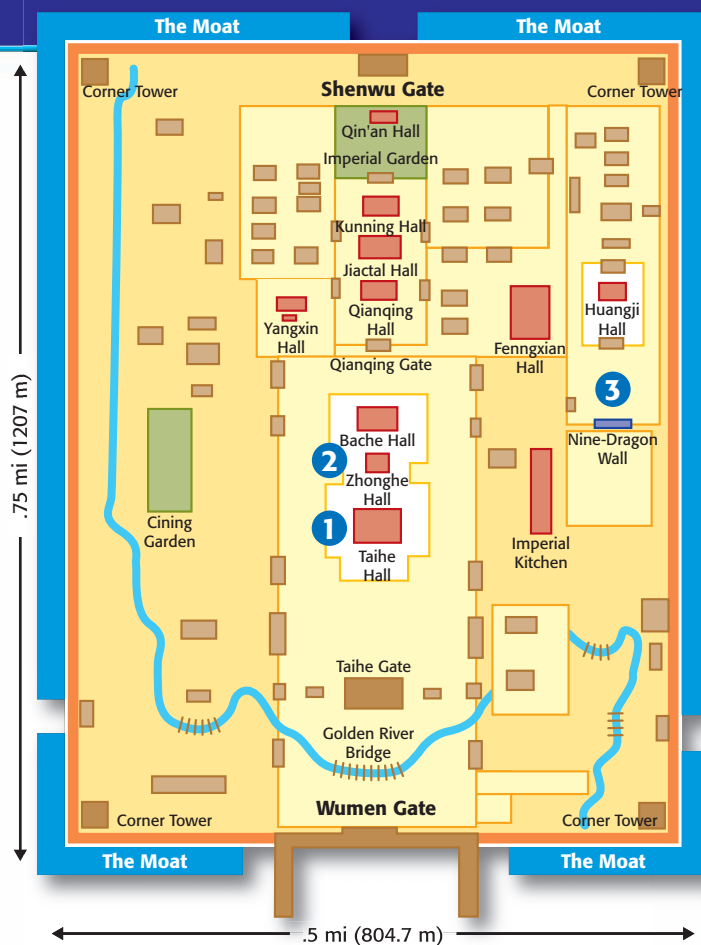 The Moat
The Moat
Corner Tower
Shenwu Gate
Corner Tower
Qin'an Hall
Imperial Garden
Kunning Hall
Jiactal Hall
Qianqing
Hall
Yangxin
Hall
Huangji
Hall
Fenngxian
Hall
Qianqing Gate
3
Nine-Dragon
Wall
Bache Hall
2
Zhonghe
Hall
1
Taihe
Hall
Cining
Garden
Imperial
Kitchen
.75 mi (1207 m)
Taihe Gate
Golden River
Bridge
Corner Tower
Wumen Gate
Corner Tower
The Moat
The Moat
.5 mi (804.7 m)